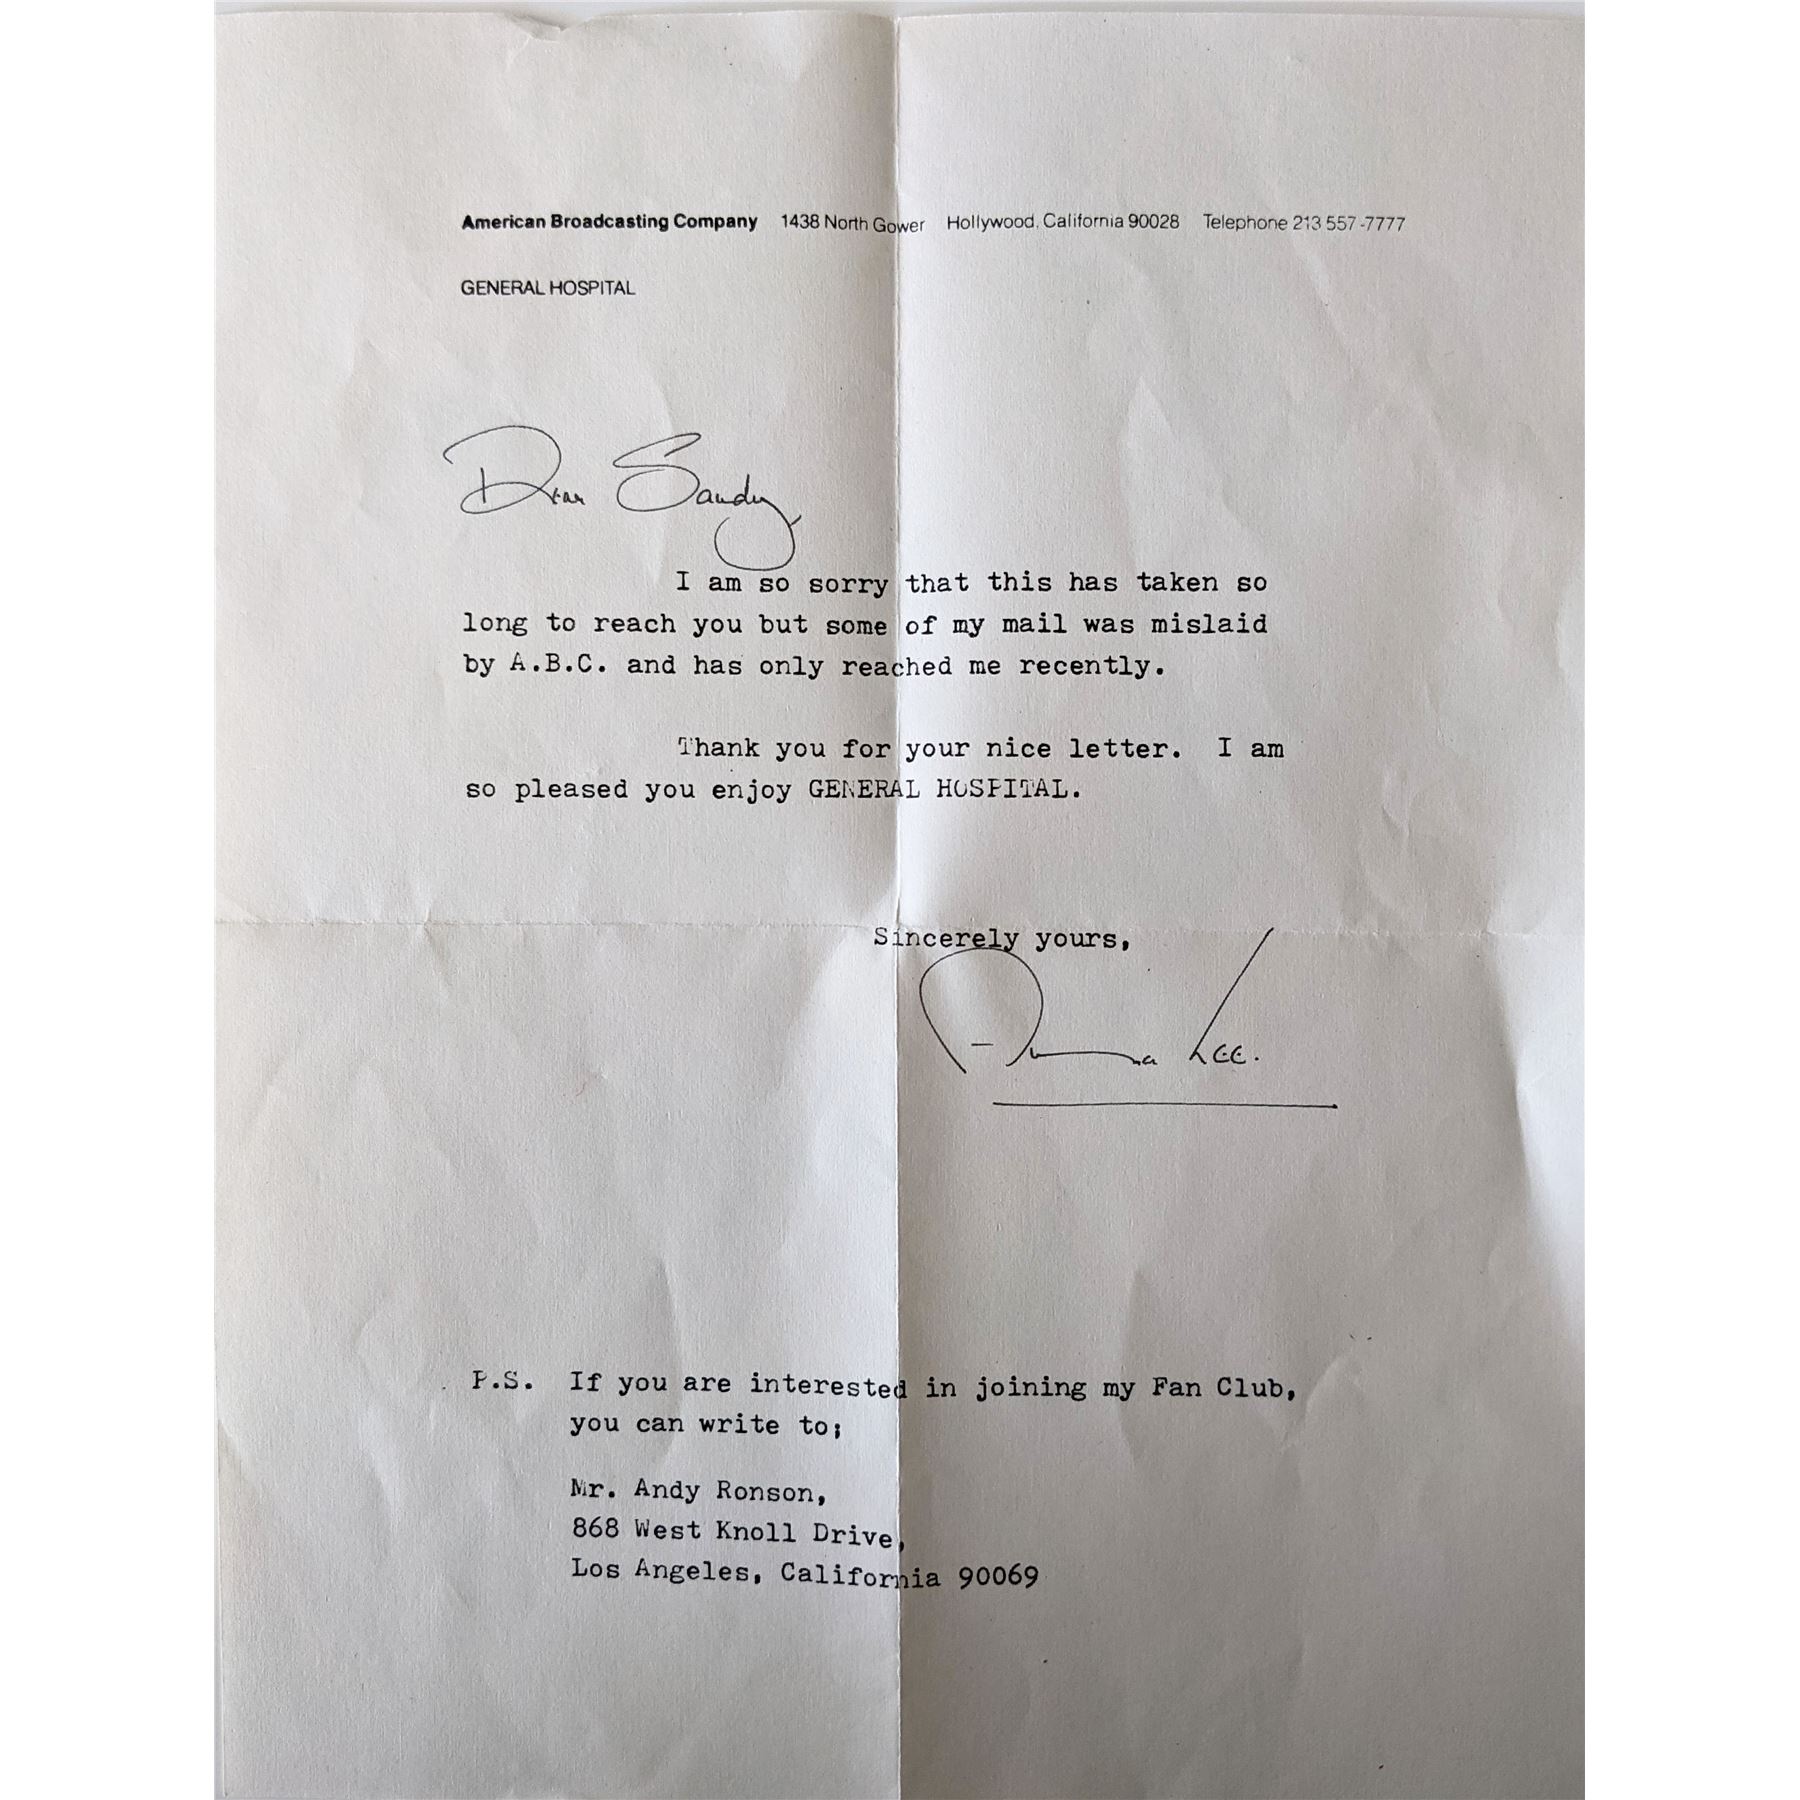 American Broadcasting Company 1438 North Gower Hollywood, California 90028 Telephone 213 557-7777
GENERAL HOSPITAL
Dear Sandy
I am so sorry that this has taken so
long to reach you but some of my mail was mislaid
by A.B.C. and has only reached me recently.
Thank you for your nice letter. I am
so pleased you enjoy GENERAL HOSPITAL.
Sincerely yours,
Anna Lee.
P.S. If you are interested in joining my Fan Club,
you can write to;
Mr. Andy Ronson,
868 West Knoll Drive,
Los Angeles, California 90069